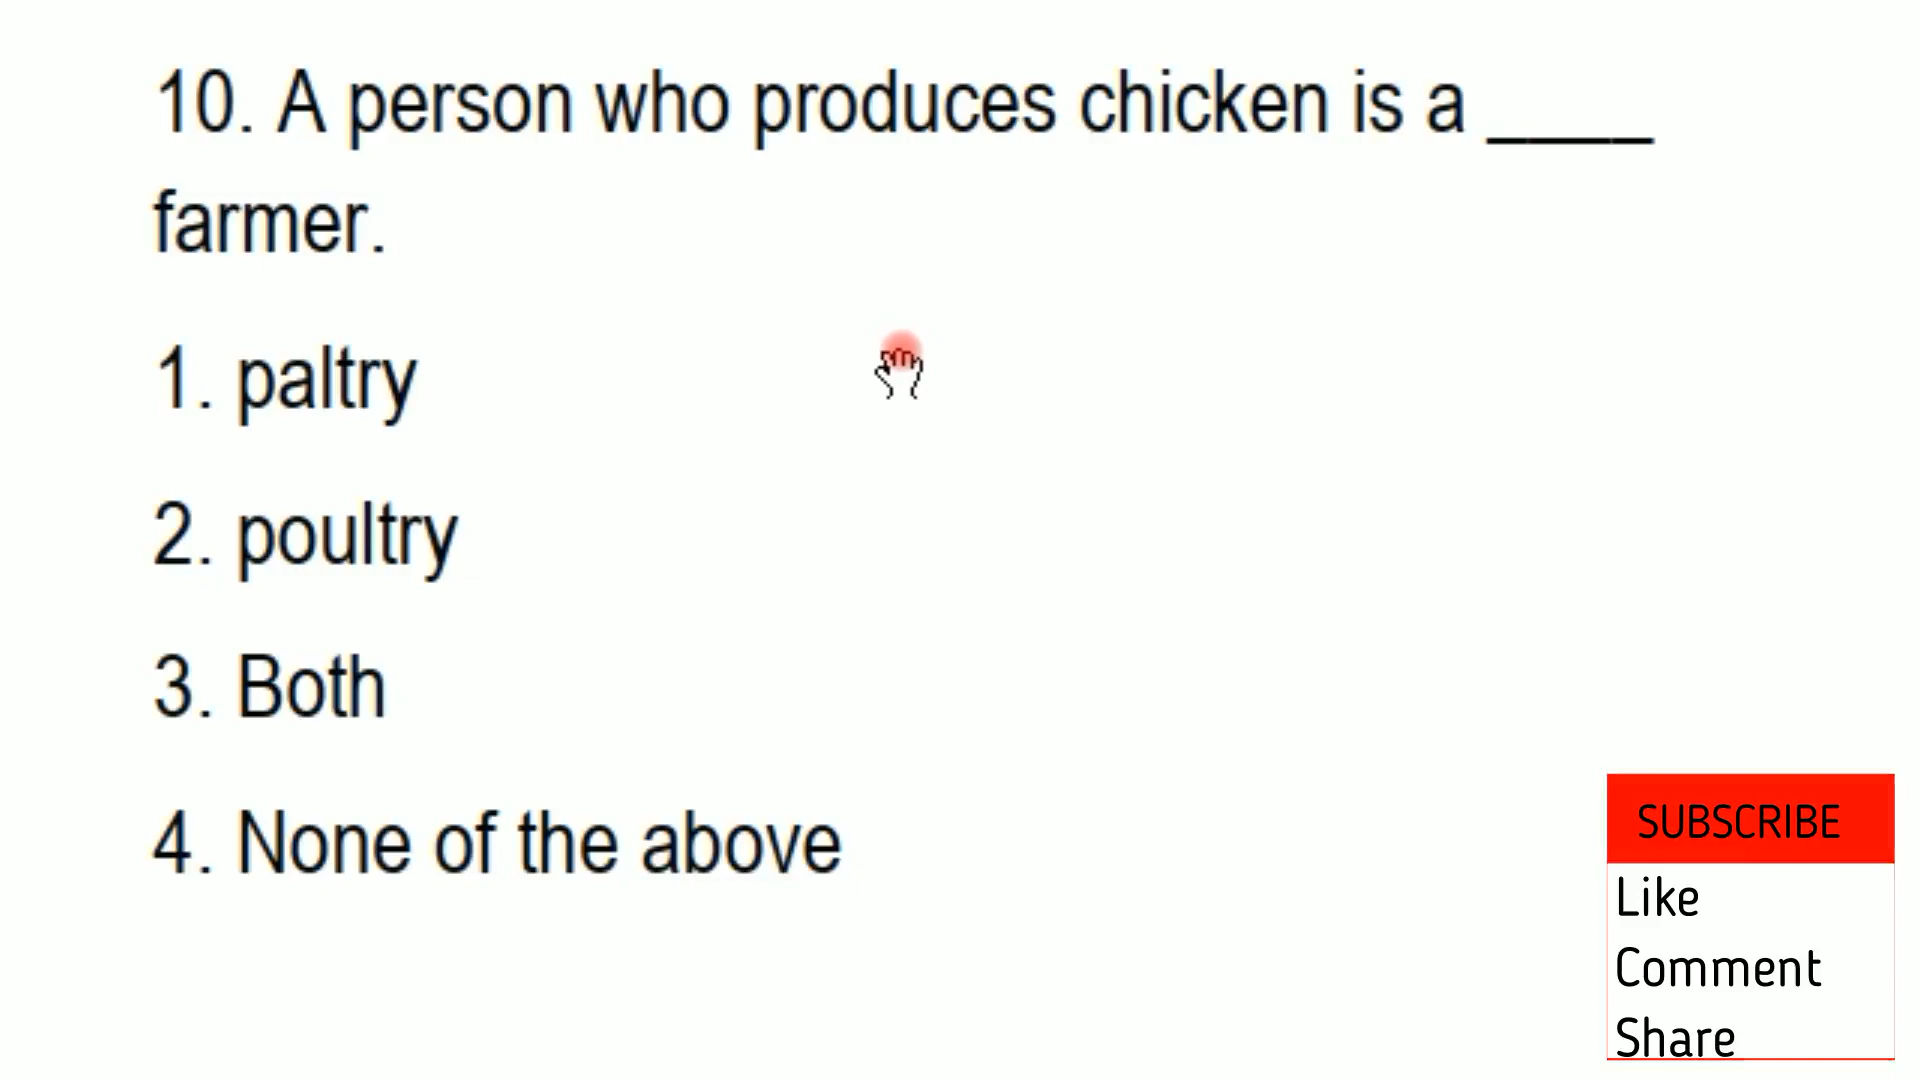 10. A person who produces chicken is a ____
farmer.
1. paltry
2. poultry
3. Both
4. None of the above
SUBSCRIBE
Like
Comment
Share